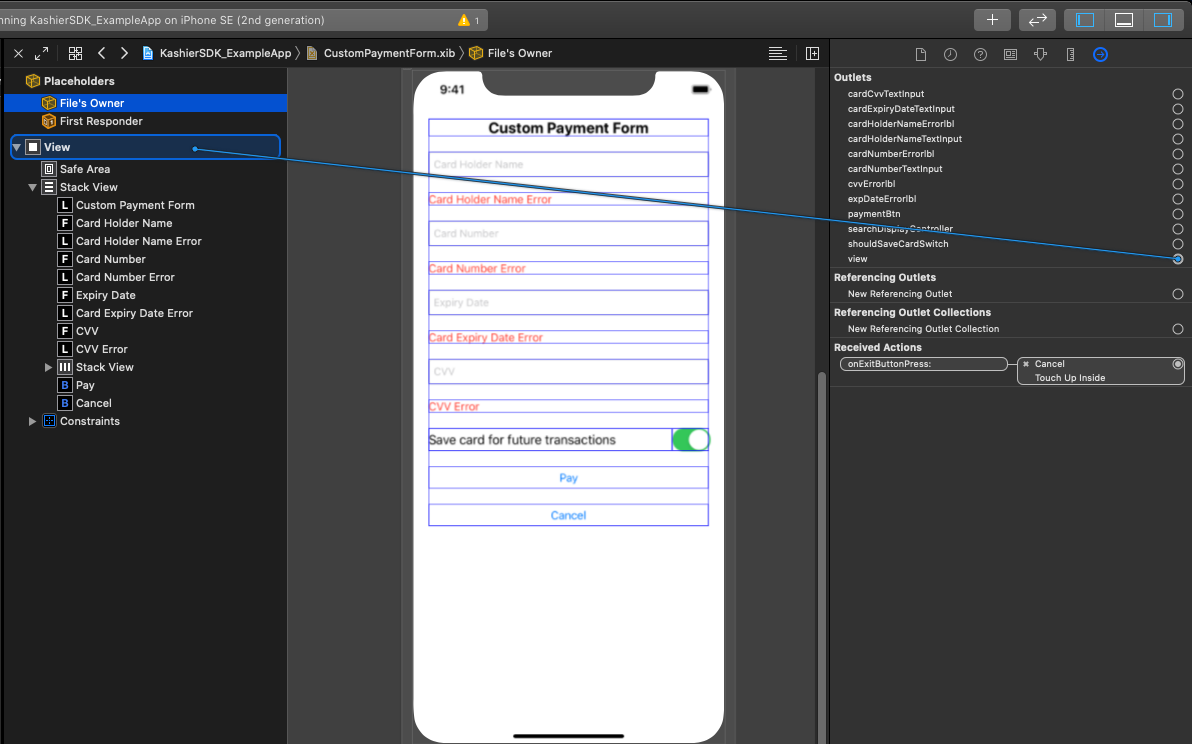 nning KashierSDK_ExampleApp on iPhone SE (2nd generation)
1
KashierSDK_ExampleApp
CustomPaymentForm.xib
File's Owner
Placeholders
File's Owner
First Responder
View
Safe Area
Stack View
L Custom Payment Form
F Card Holder Name
L Card Holder Name Error
F Card Number
L Card Number Error
F Expiry Date
L Card Expiry Date Error
F CVV
L CVV Error
Stack View
B Pay
B Cancel
Constraints
9:41
Custom Payment Form
Card Holder Name
Card Holder Name Error
Card Number
Card Number Error
Expiry Date
Card Expiry Date Error
CVV
CVV Error
Save card for future transactions
Pay
Cancel
Outlets
cardCvvTextInput
cardExpiryDateTextInput
cardHolderNameErrorlbl
cardHolderNameTextInput
cardNumberErrorlbl
cardNumberTextInput
cvvErrorlbl
expDateErrorlbl
paymentBtn
searchDisplayController
shouldSaveCardSwitch
view
Referencing Outlets
New Referencing Outlet
Referencing Outlet Collections
New Referencing Outlet Collection
Received Actions
onExitButtonPress:
Cancel
Touch Up Inside